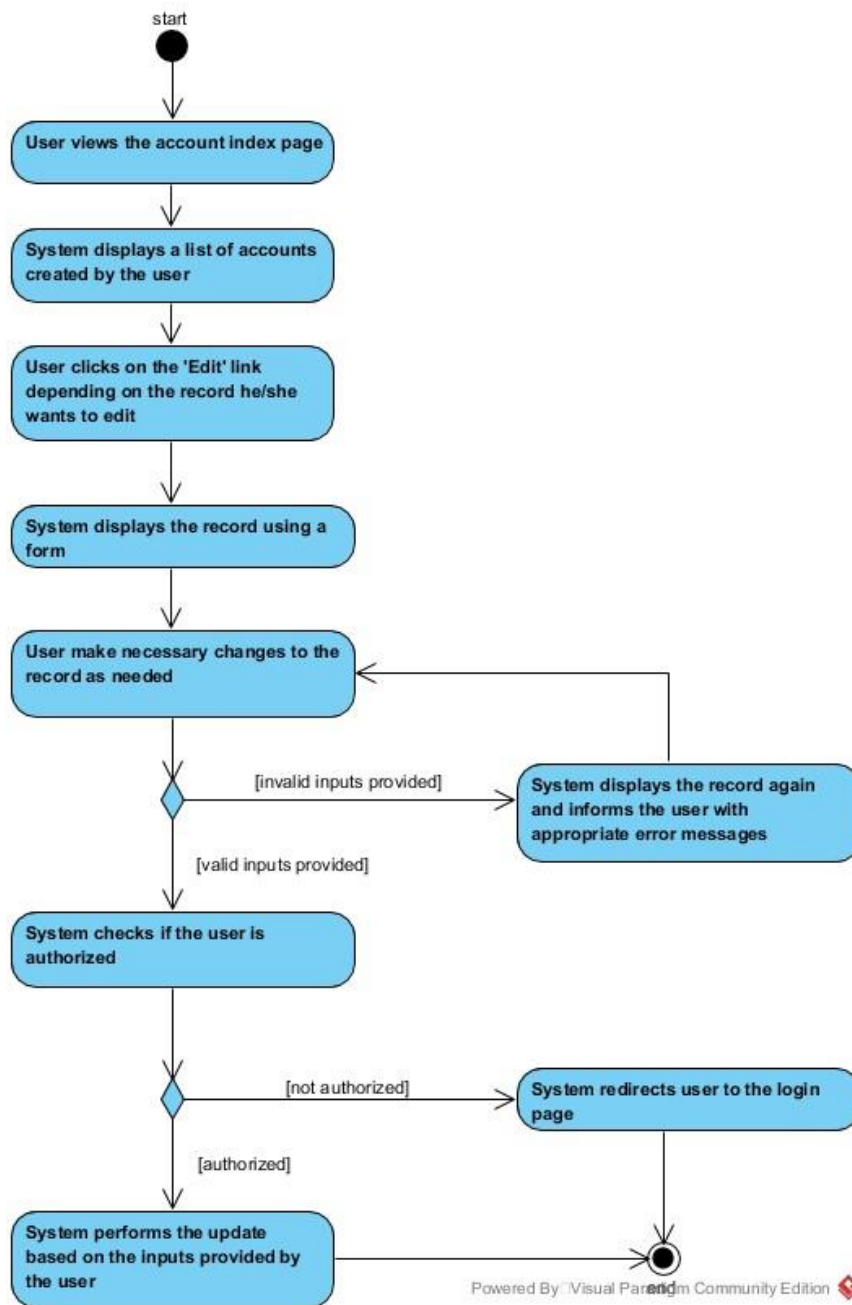 start
User views the account index page
System displays a list of accounts
created by the user
User clicks on the 'Edit' link
depending on the record he/she
wants to edit
System displays the record using a
form
User make necessary changes to the
record as needed
[invalid inputs provided]
System displays the record again
and informs the user with
appropriate error messages
[valid inputs provided]
System checks if the user is
authorized
[not authorized]
System redirects user to the login
page
[authorized]
System performs the update
based on the inputs provided by
the user
end
Powered By Visual Paradigm Community Edition